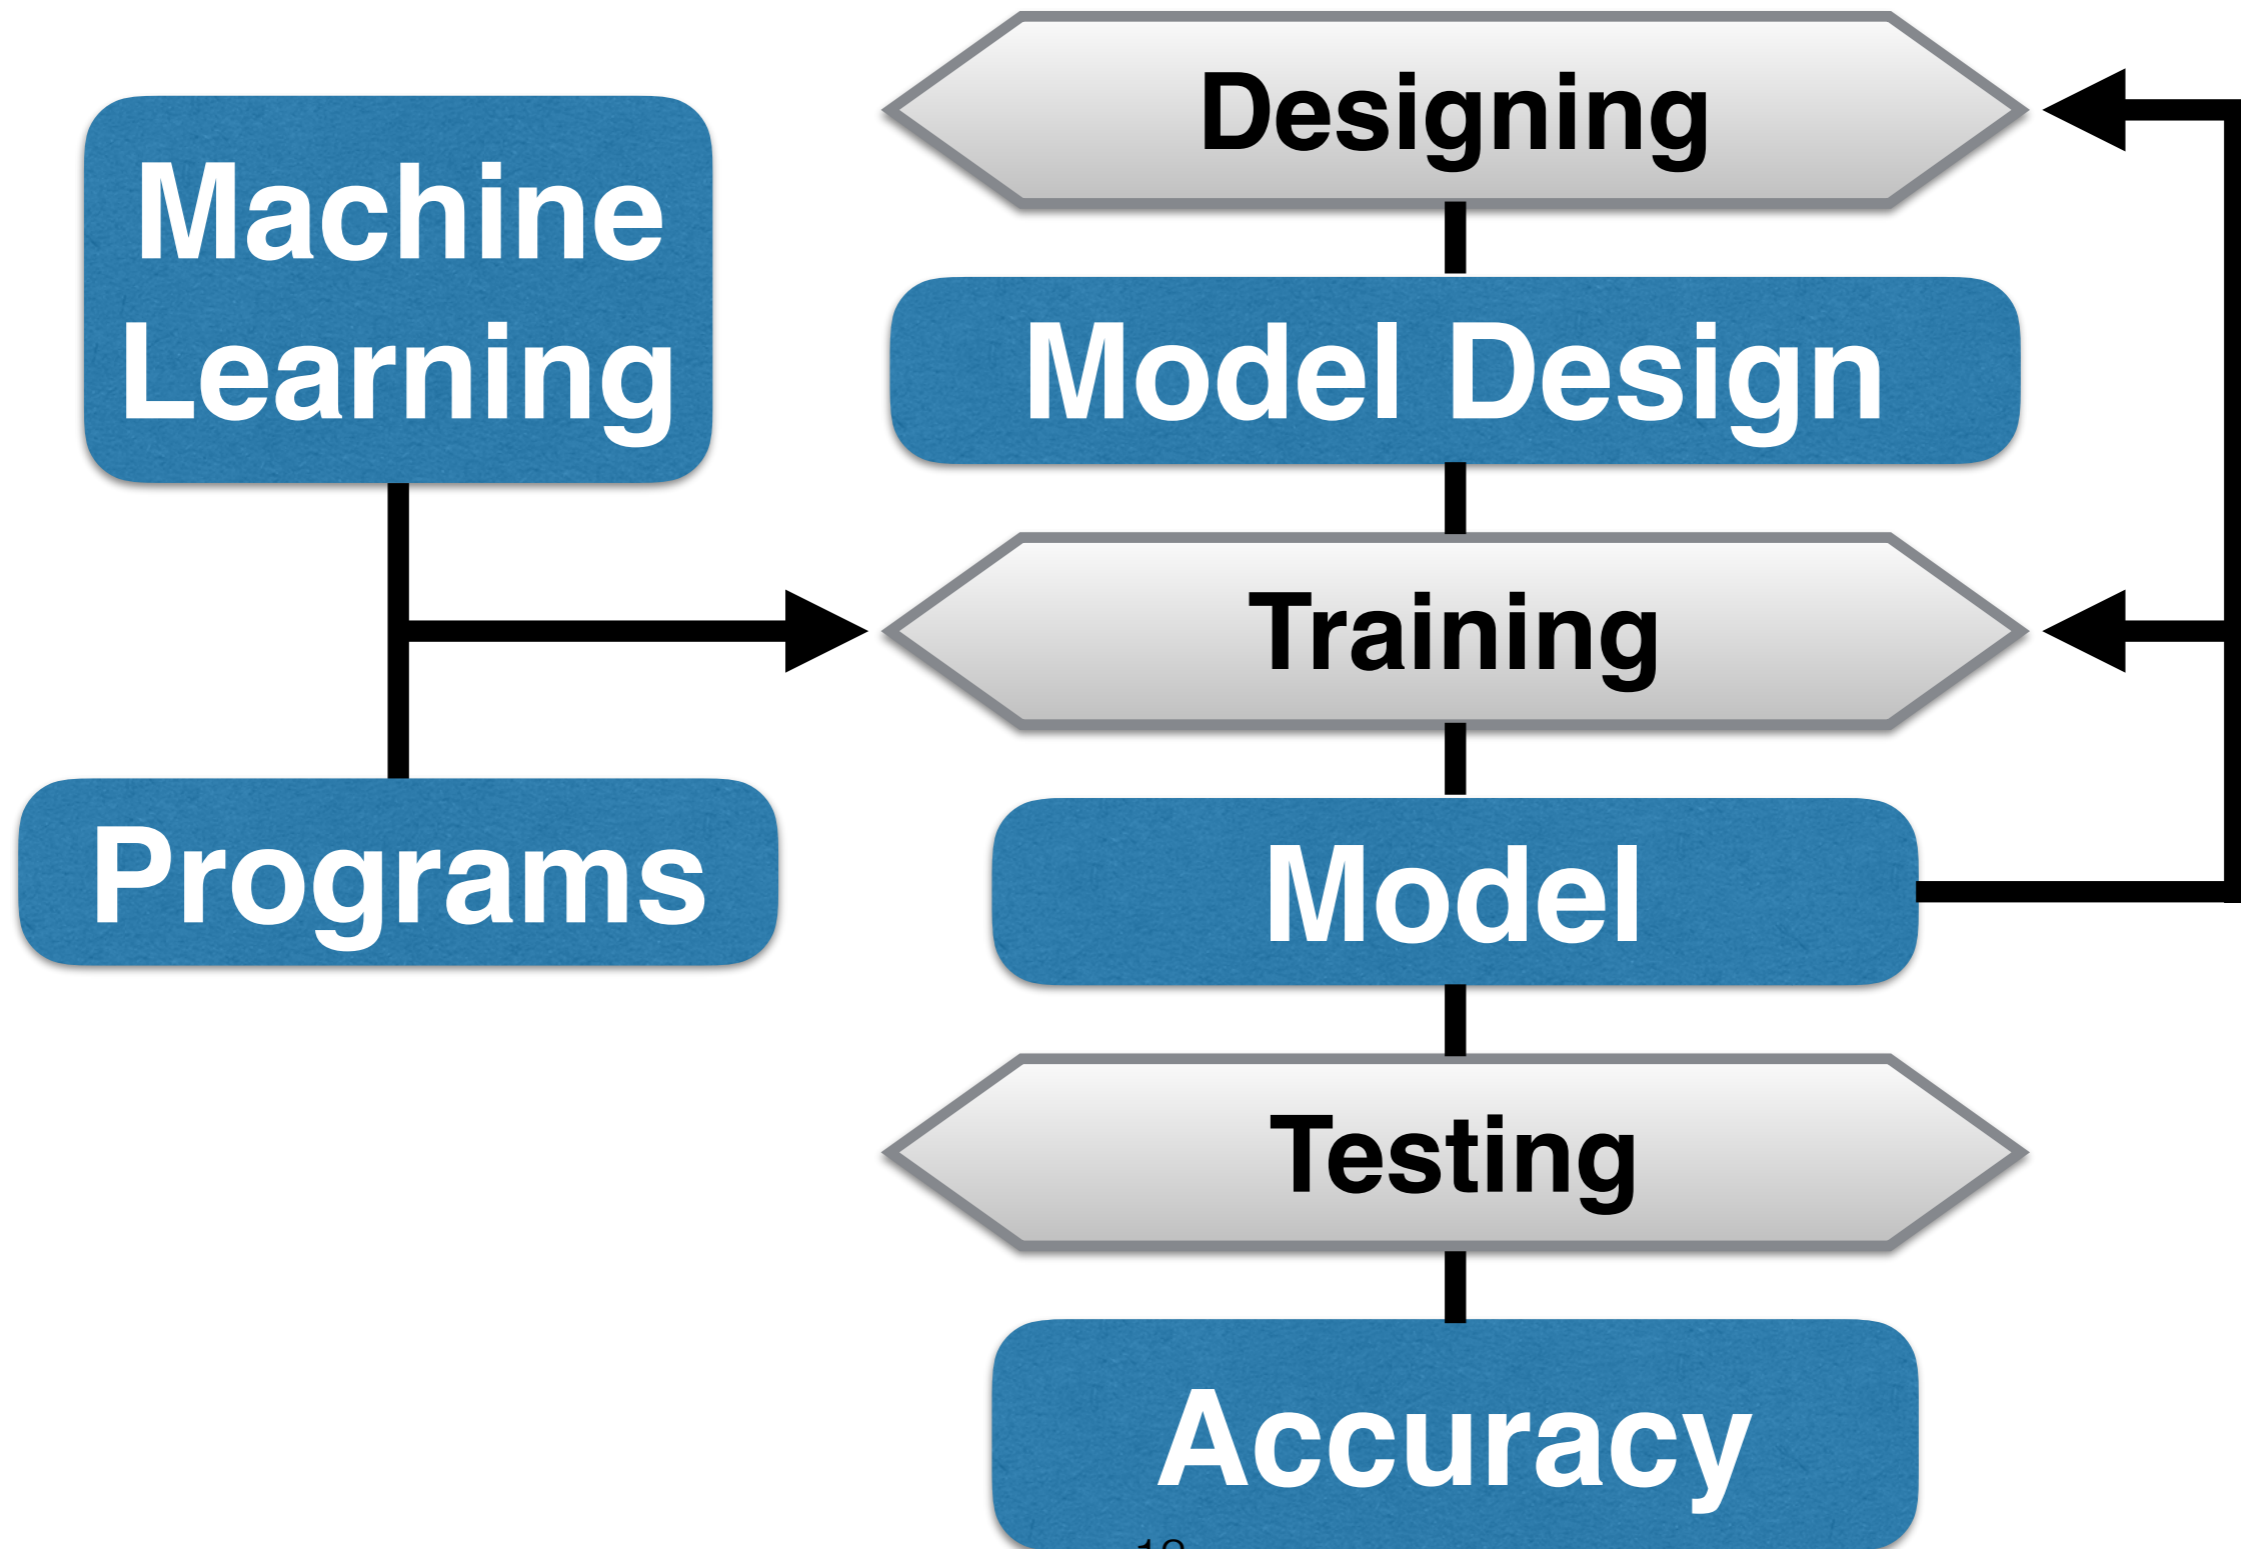 Machine
Learning
Programs
Designing
Model Design
Training
Model
Testing
Accuracy